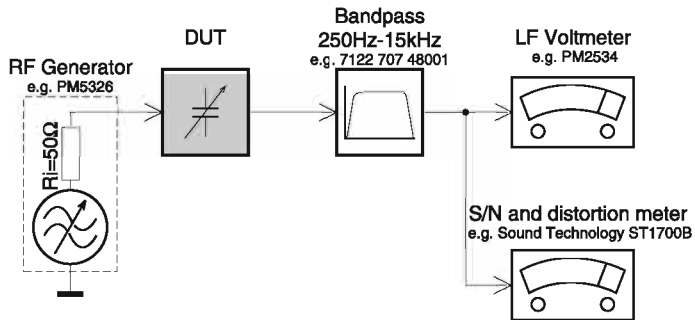 Bandpass
250Hz-15kHz
e.g. 7122 707 48001
DUT
LF Voltmeter
e.g. PM2534
RF Generator
e.g. PM5326
Ri=50Ω
S/N and distortion meter
e.g. Sound Technology ST1700B